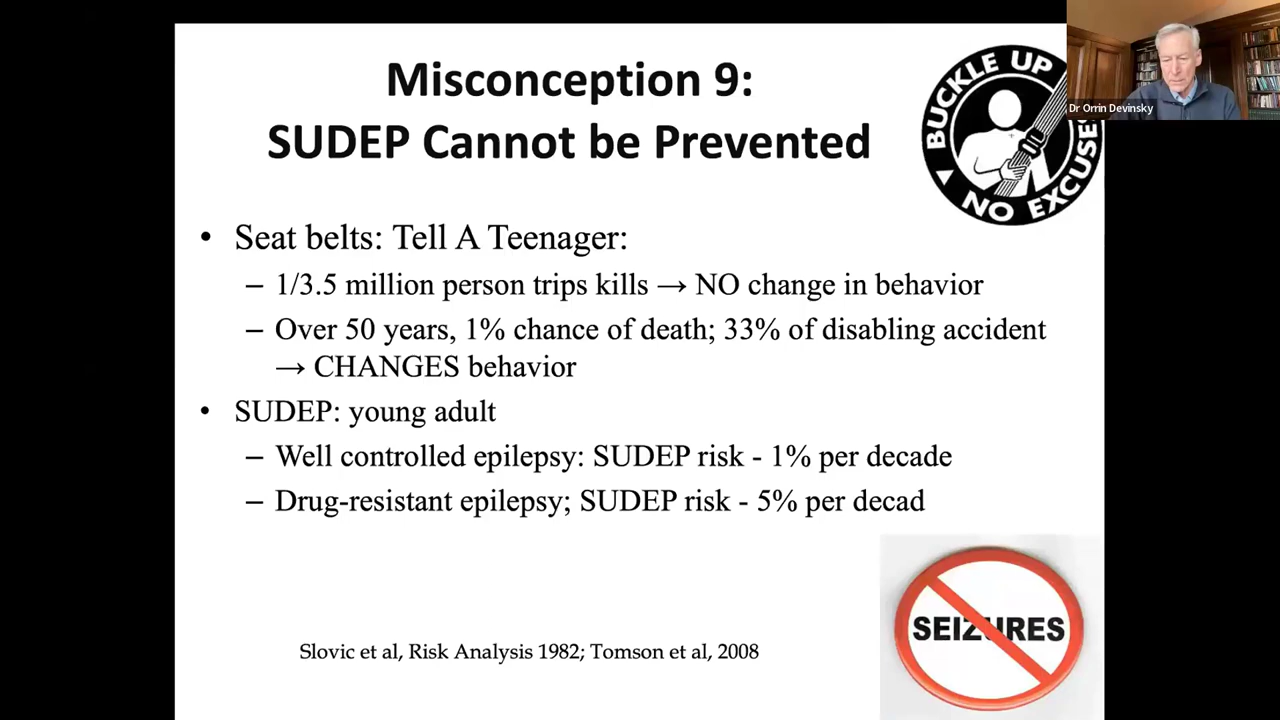 Misconception 9:
SUDEP Cannot be Prevented
BUCKLE UP
NO EXCUSES
Dr Orrin Devinsky
• Seat belts: Tell A Teenager:
– 1/3.5 million person trips kills → NO change in behavior
– Over 50 years, 1% chance of death; 33% of disabling accident
→ CHANGES behavior
• SUDEP: young adult
– Well controlled epilepsy: SUDEP risk - 1% per decade
– Drug-resistant epilepsy; SUDEP risk - 5% per decad
SEIZURES
Slovic et al, Risk Analysis 1982; Tomson et al, 2008